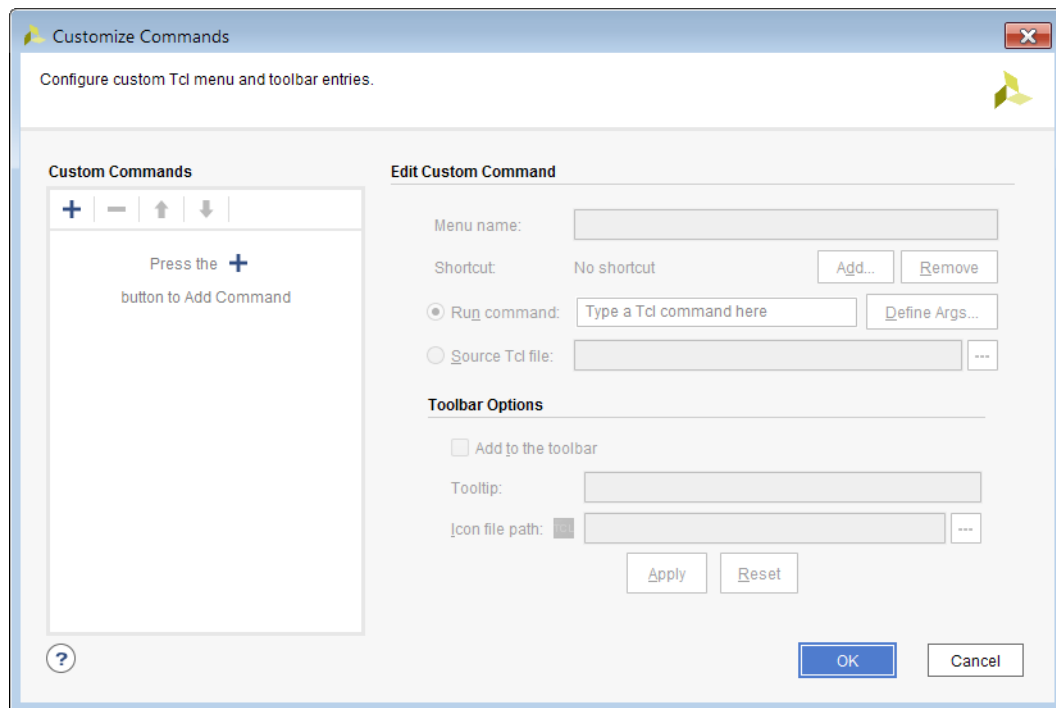 Customize Commands
Configure custom Tcl menu and toolbar entries.
Custom Commands
Press the
button to Add Command
Edit Custom Command
Menu name:
Shortcut: No shortcut Add... Remove
Run command: Type a Tcl command here Define Args...
Source Tcl file: ---
Toolbar Options
Add to the toolbar
Tooltip:
Icon file path: TCL ---
Apply Reset
? OK Cancel